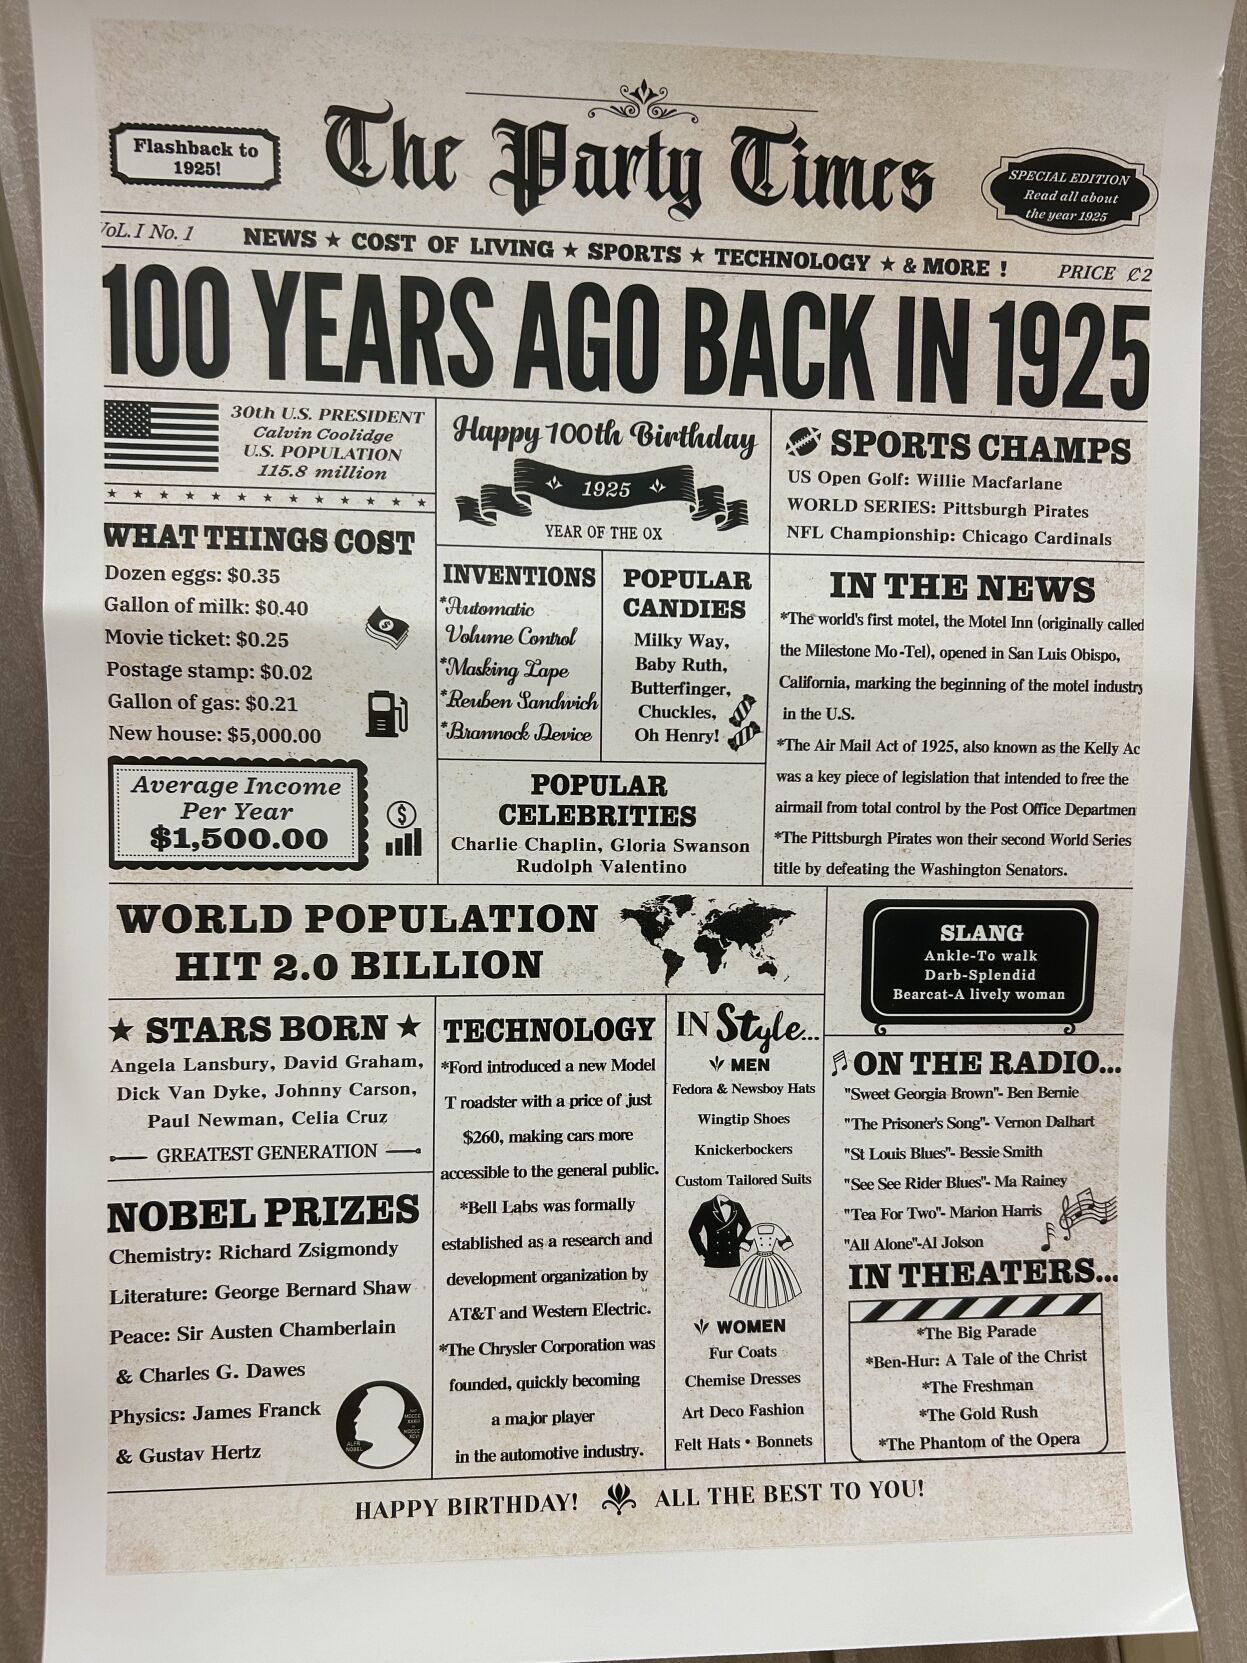 Flashback to
1925!
The Party Times
SPECIAL EDITION
Read all about
the year 1925
VoL. I No. 1
NEWS ★ COST OF LIVING ★ SPORTS ★ TECHNOLOGY ★ & MORE !
PRICE ₡2
100 YEARS AGO BACK IN 1925
30th U.S. PRESIDENT
Calvin Coolidge
U.S. POPULATION
115.8 million
WHAT THINGS COST
Dozen eggs: $0.35
Gallon of milk: $0.40
Movie ticket: $0.25
Postage stamp: $0.02
Gallon of gas: $0.21
New house: $5,000.00
Average Income
Per Year
$1,500.00
Happy 100th Birthday
1925
YEAR OF THE OX
INVENTIONS
*Automatic
Volume Control
*Masking Tape
*Reuben Sandwich
*Brannock Device
POPULAR
CANDIES
Milky Way,
Baby Ruth,
Butterfinger,
Chuckles,
Oh Henry!
POPULAR
CELEBRITIES
Charlie Chaplin, Gloria Swanson
Rudolph Valentino
SPORTS CHAMPS
US Open Golf: Willie Macfarlane
WORLD SERIES: Pittsburgh Pirates
NFL Championship: Chicago Cardinals
IN THE NEWS
*The world's first motel, the Motel Inn (originally called
the Milestone Mo-Tel), opened in San Luis Obispo,
California, marking the beginning of the motel industry
in the U.S.
*The Air Mail Act of 1925, also known as the Kelly Ac
was a key piece of legislation that intended to free the
airmail from total control by the Post Office Departmen
*The Pittsburgh Pirates won their second World Series
title by defeating the Washington Senators.
WORLD POPULATION
HIT 2.0 BILLION
SLANG
Ankle-To walk
Darb-Splendid
Bearcat-A lively woman
★ STARS BORN ★
Angela Lansbury, David Graham,
Dick Van Dyke, Johnny Carson,
Paul Newman, Celia Cruz
GREATEST GENERATION
NOBEL PRIZES
Chemistry: Richard Zsigmondy
Literature: George Bernard Shaw
Peace: Sir Austen Chamberlain
& Charles G. Dawes
Physics: James Franck
& Gustav Hertz
ALFR
NOBEL
TECHNOLOGY
*Ford introduced a new Model
T roadster with a price of just
$260, making cars more
accessible to the general public.
*Bell Labs was formally
established as a research and
development organization by
AT&T and Western Electric.
*The Chrysler Corporation was
founded, quickly becoming
a major player
in the automotive industry.
IN Style...
MEN
Fedora & Newsboy Hats
Wingtip Shoes
Knickerbockers
Custom Tailored Suits
WOMEN
Fur Coats
Chemise Dresses
Art Deco Fashion
Felt Hats • Bonnets
ON THE RADIO...
"Sweet Georgia Brown"- Ben Bernie
"The Prisoner's Song"- Vernon Dalhart
"St Louis Blues"- Bessie Smith
"See See Rider Blues"- Ma Rainey
"Tea For Two"- Marion Harris
"All Alone"-Al Jolson
IN THEATERS...
*The Big Parade
*Ben-Hur: A Tale of the Christ
*The Freshman
*The Gold Rush
*The Phantom of the Opera
HAPPY BIRTHDAY! ALL THE BEST TO YOU!